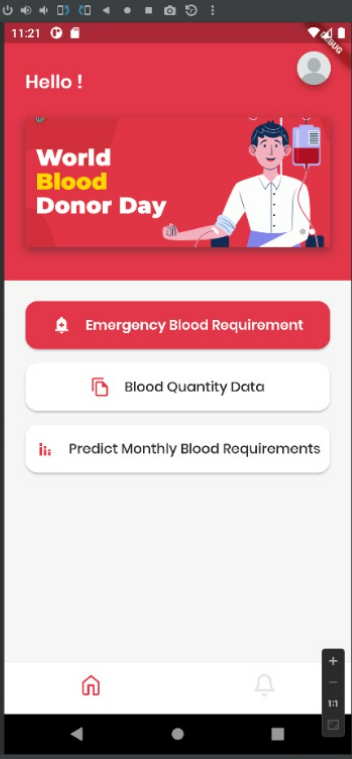 11:21
DEBUG
Hello !
World
Blood
Donor Day
Emergency Blood Requirement
Blood Quantity Data
Predict Monthly Blood Requirements
1:1